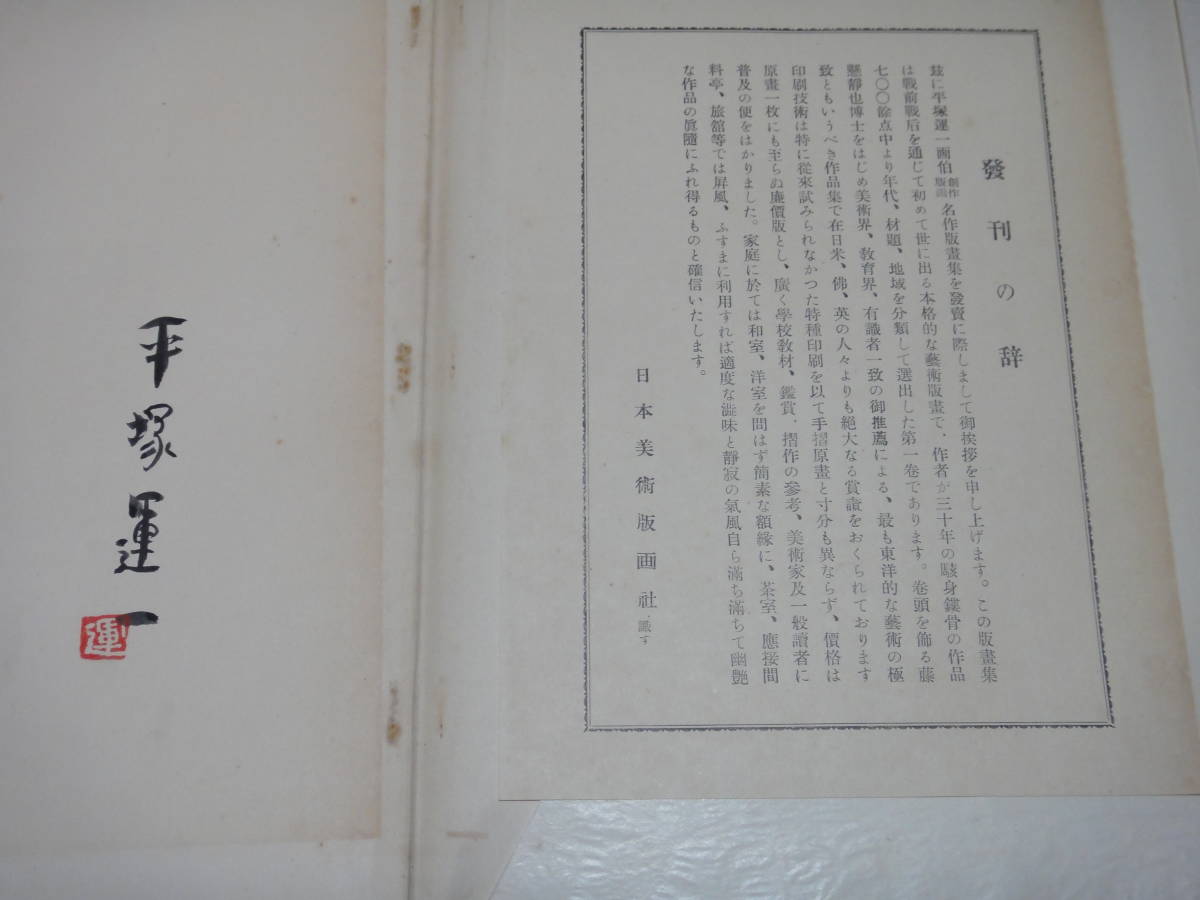 發刊の辞
玆に平塚運一画伯創作版画名作版畫集を發賣に際しまして御挨拶を申し上げます。この版畫集
は戰前戰后を通じて初めて世に出る本格的な藝術版畫で、作者が三十年の骸身鏤骨の作品
七〇〇餘点中より年代、材題、地域を分類して選出した第一卷であります。卷頭を飾る藤
懸靜也博士をはじめ美術界、敎育界、有識者一致の御推薦による、最も東洋的な藝術の極
致ともいうべき作品集で在日米、佛、英の人々よりも絕大なる賞讃をおくられております
印刷技術は特に從來試みられなかつた特種印刷を以て手摺原畫と寸分も異ならず、價格は
原畫一枚にも至らぬ廉價版とし、廣く學校敎材、鑑賞、摺作の參考、美術家及一般讀者に
普及の便をはかりました。家庭に於ては和室、洋室を問はず簡素な額縁に、茶室、應接間
料亭、旅舘等では屏風、ふすまに利用すれば適度な澁味と靜寂の氣風自ら滿ち滿ちて幽艶
な作品の眞隨にふれ得るものと確信いたします。
日本美術版画社識す
平塚運一
運